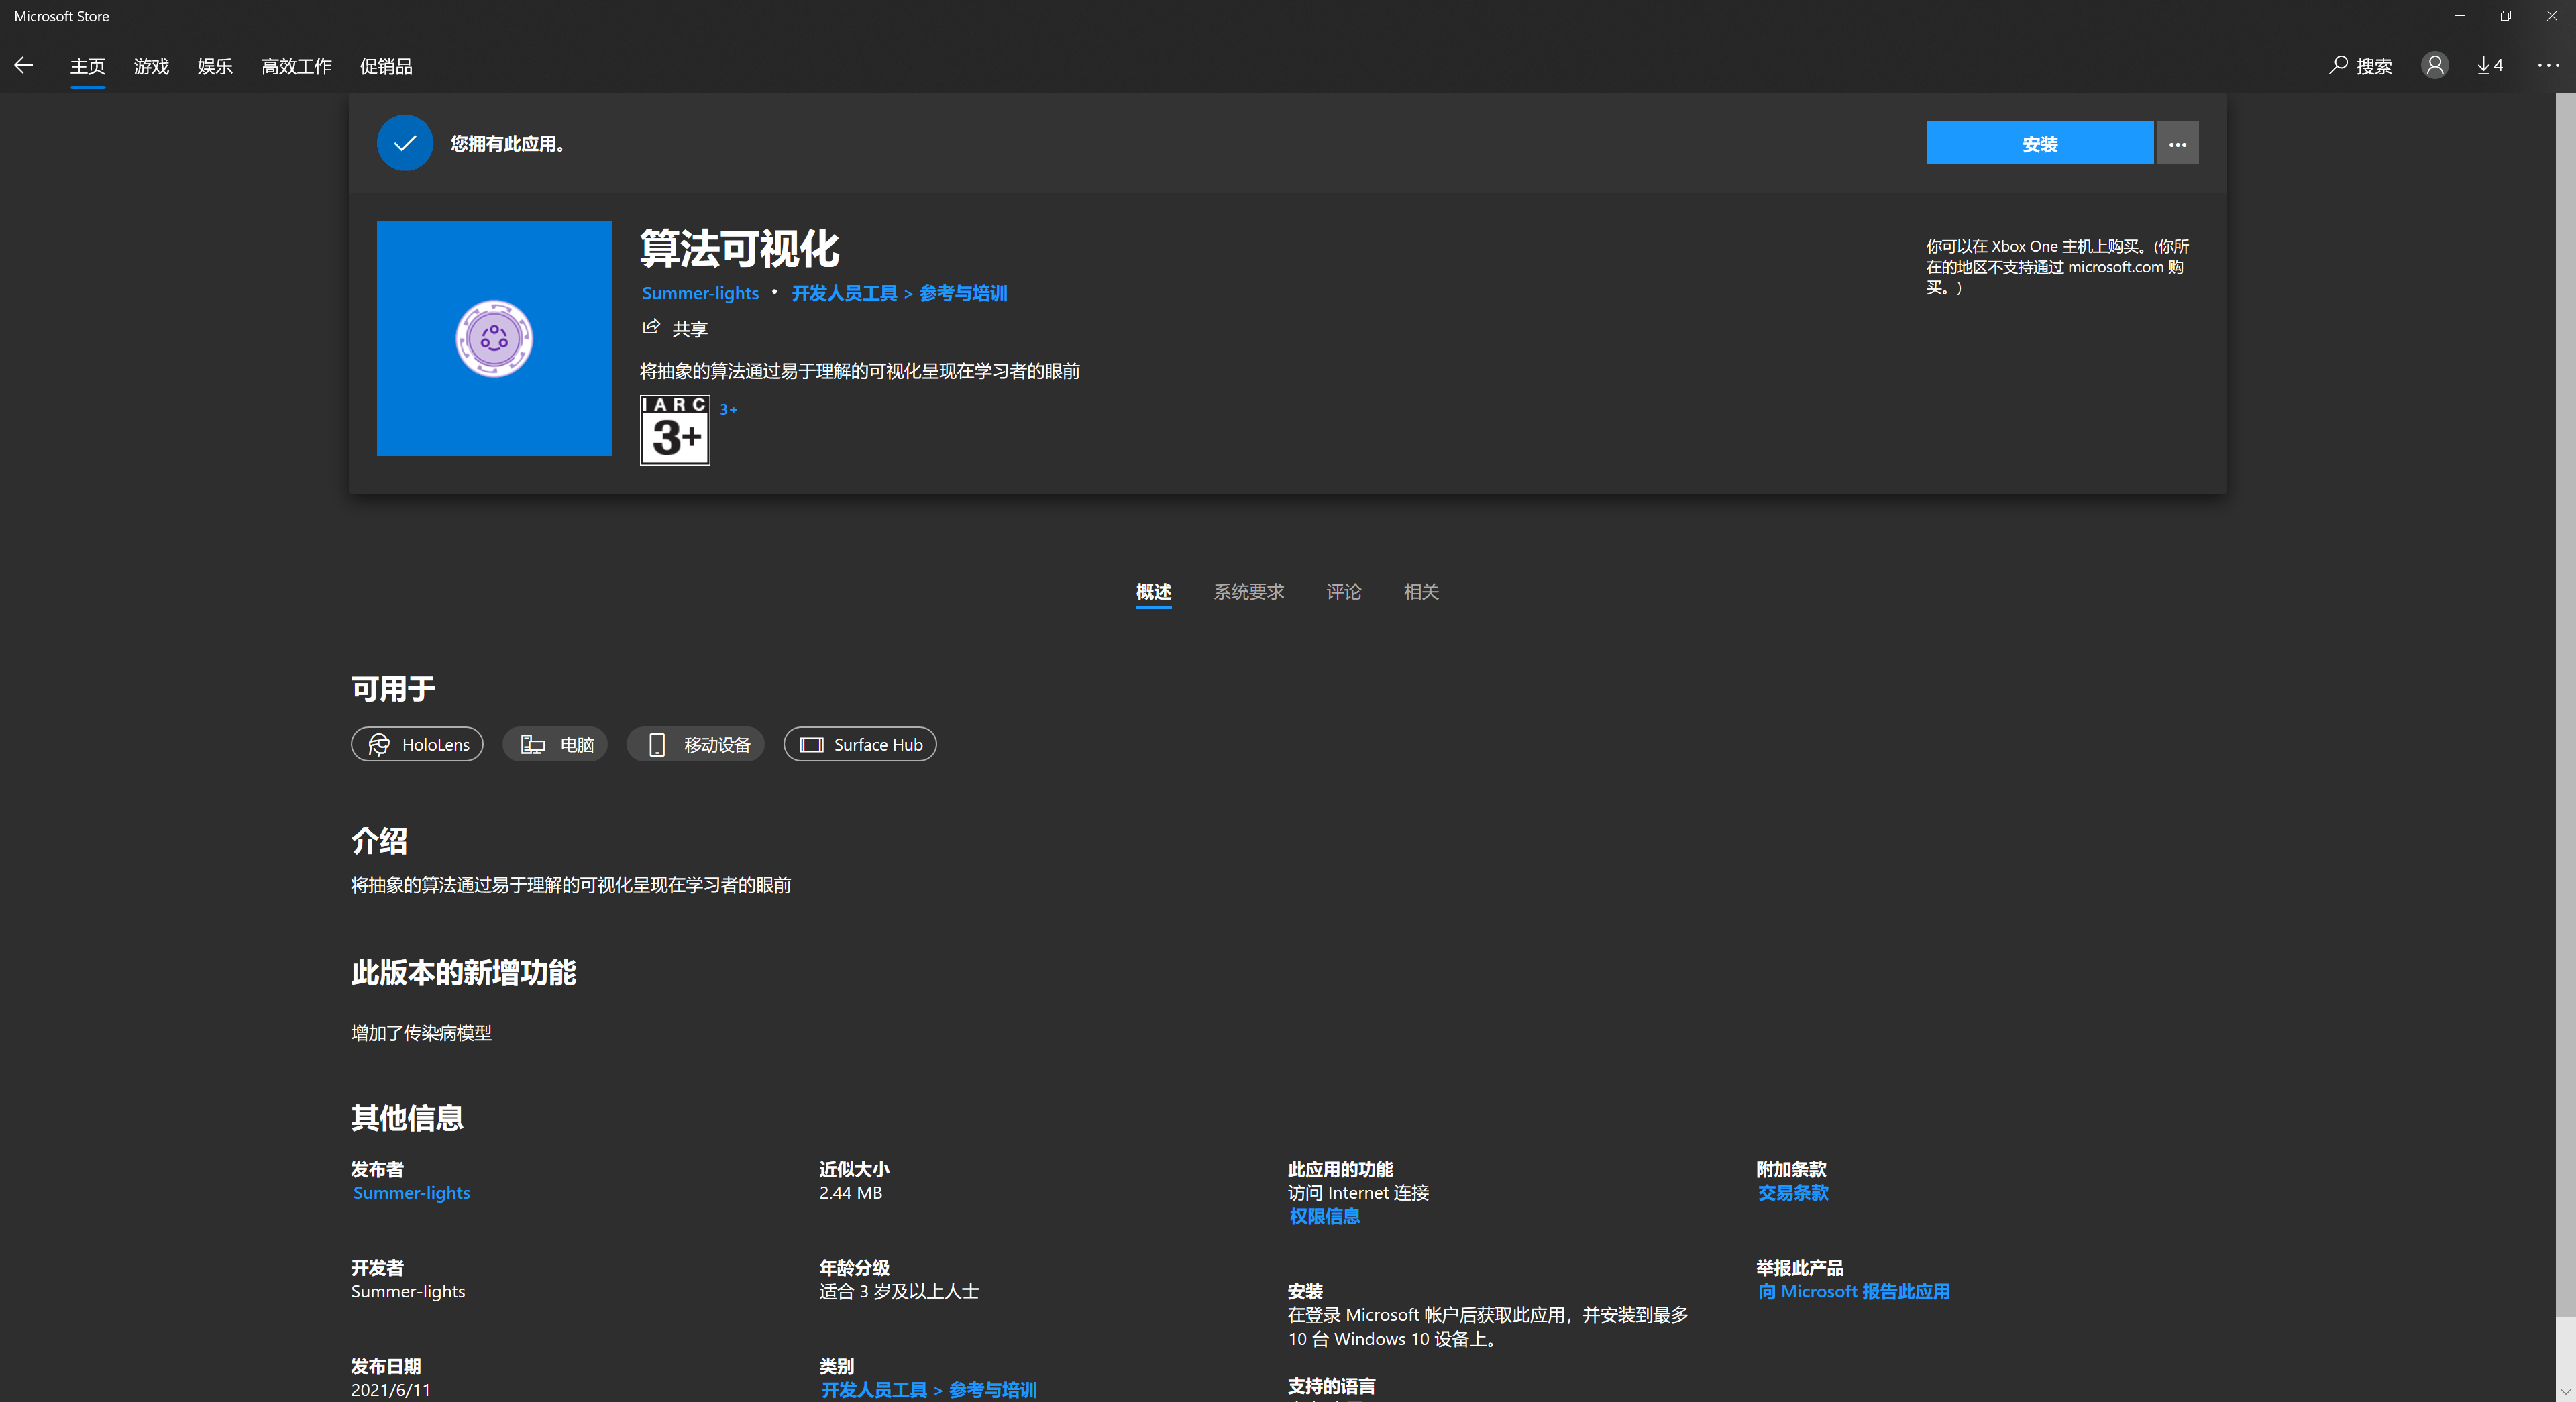 Microsoft Store
主页
游戏
娱乐
高效工作
促销品
搜索
4
您拥有此应用。
安装
算法可视化
Summer-lights • 开发人员工具 > 参考与培训
共享
将抽象的算法通过易于理解的可视化呈现在学习者的眼前
IARC
3+
3+
你可以在 Xbox One 主机上购买。(你所
在的地区不支持通过 microsoft.com 购
买。)
概述
系统要求
评论
相关
可用于
HoloLens
电脑
移动设备
Surface Hub
介绍
将抽象的算法通过易于理解的可视化呈现在学习者的眼前
此版本的新增功能
增加了传染病模型
其他信息
发布者
Summer-lights
近似大小
2.44 MB
此应用的功能
访问 Internet 连接
权限信息
附加条款
交易条款
开发者
Summer-lights
年龄分级
适合 3 岁及以上人士
安装
在登录 Microsoft 帐户后获取此应用，并安装到最多
10 台 Windows 10 设备上。
举报此产品
向 Microsoft 报告此应用
发布日期
2021/6/11
类别
开发人员工具 > 参考与培训
支持的语言